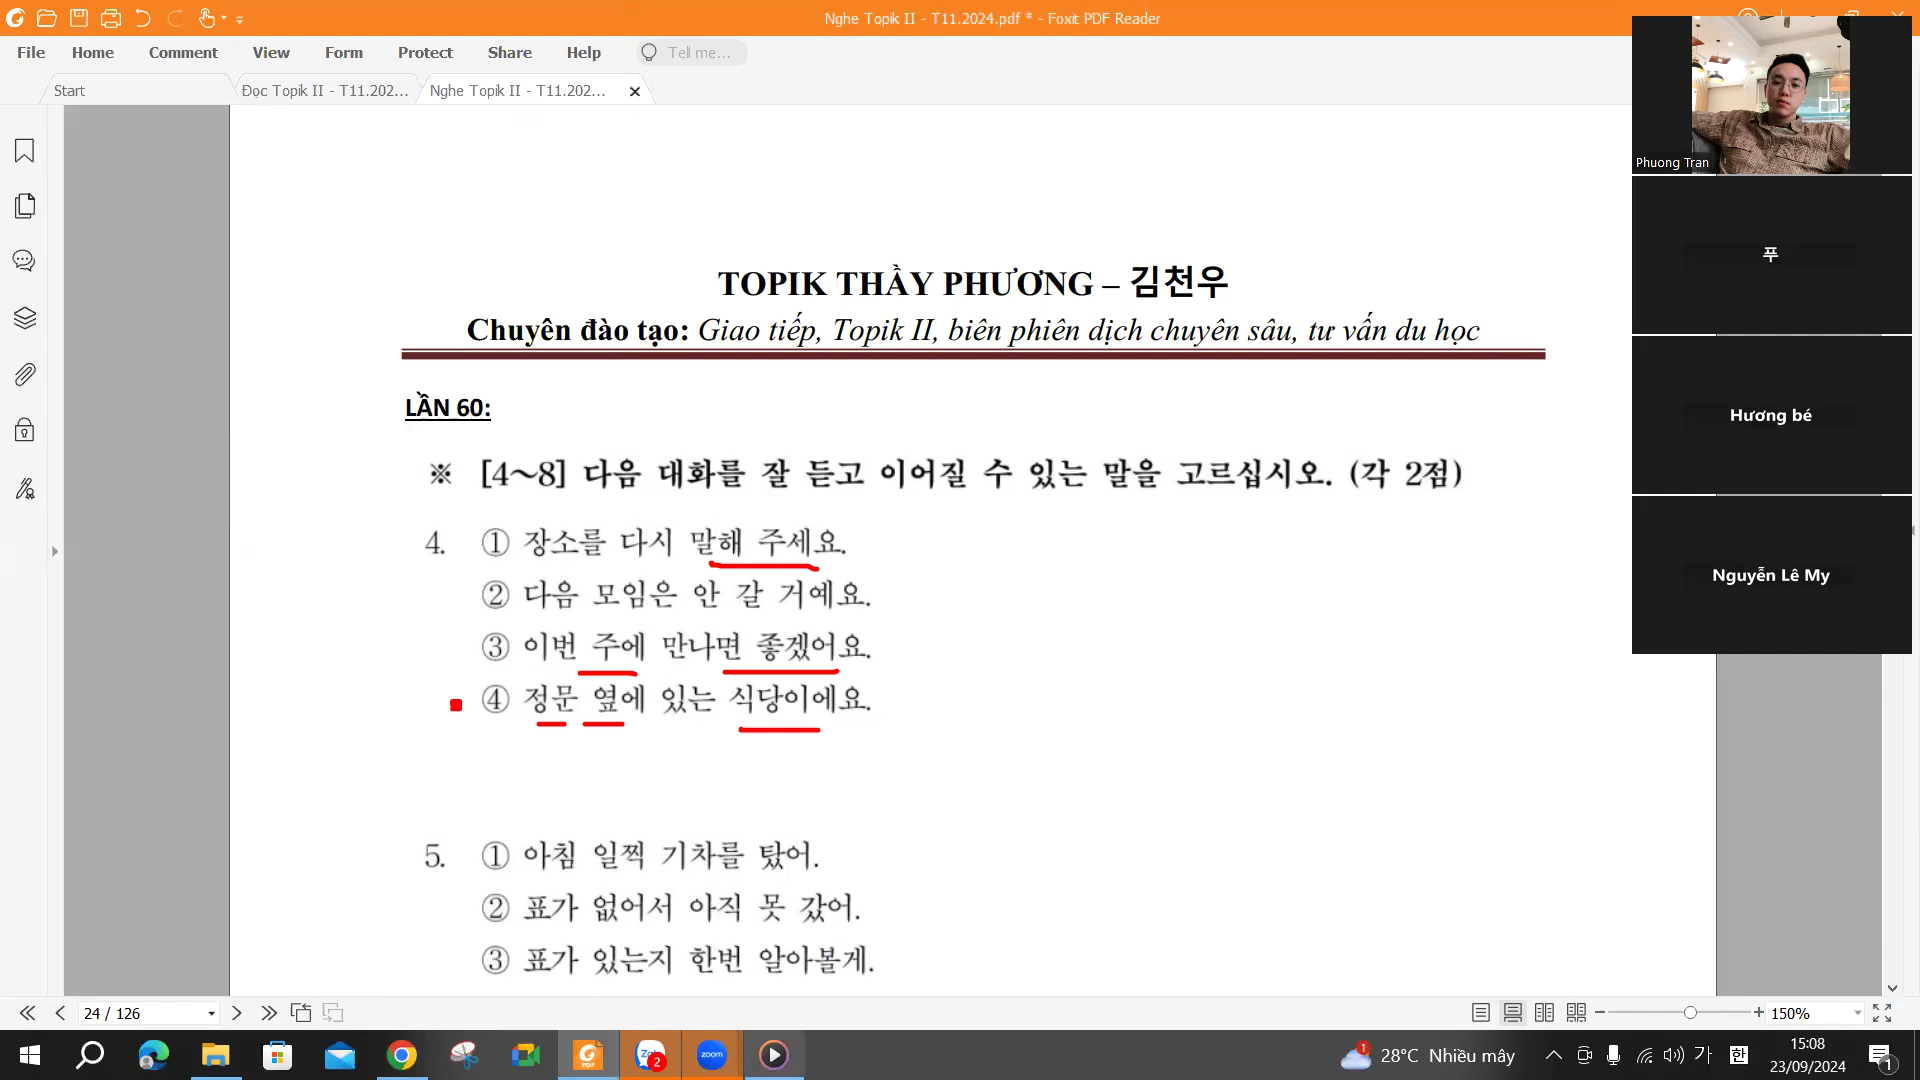 Nghe Topik II - T11.2024.pdf * - Foxit PDF Reader
File Home Comment View Form Protect Share Help Tell me...
Start Đọc Topik II - T11.202... Nghe Topik II - T11.202...
Phuong Tran
푸
Hương bé
Nguyễn Lê My
TOPIK THẦY PHƯƠNG – 김천우
Chuyên đào tạo: Giao tiếp, Topik II, biên phiên dịch chuyên sâu, tư vấn du học
LẦN 60:
※ [4～8] 다음 대화를 잘 듣고 이어질 수 있는 말을 고르십시오. (각 2점)
4. ① 장소를 다시 말해 주세요.
② 다음 모임은 안 갈 거예요.
③ 이번 주에 만나면 좋겠어요.
④ 정문 옆에 있는 식당이에요.
5. ① 아침 일찍 기차를 탔어.
② 표가 없어서 아직 못 갔어.
③ 표가 있는지 한번 알아볼게.
24 / 126
150%
PDF
Zalo
2
zoom
1
28°C Nhiều mây
가
한
15:08
23/09/2024
1